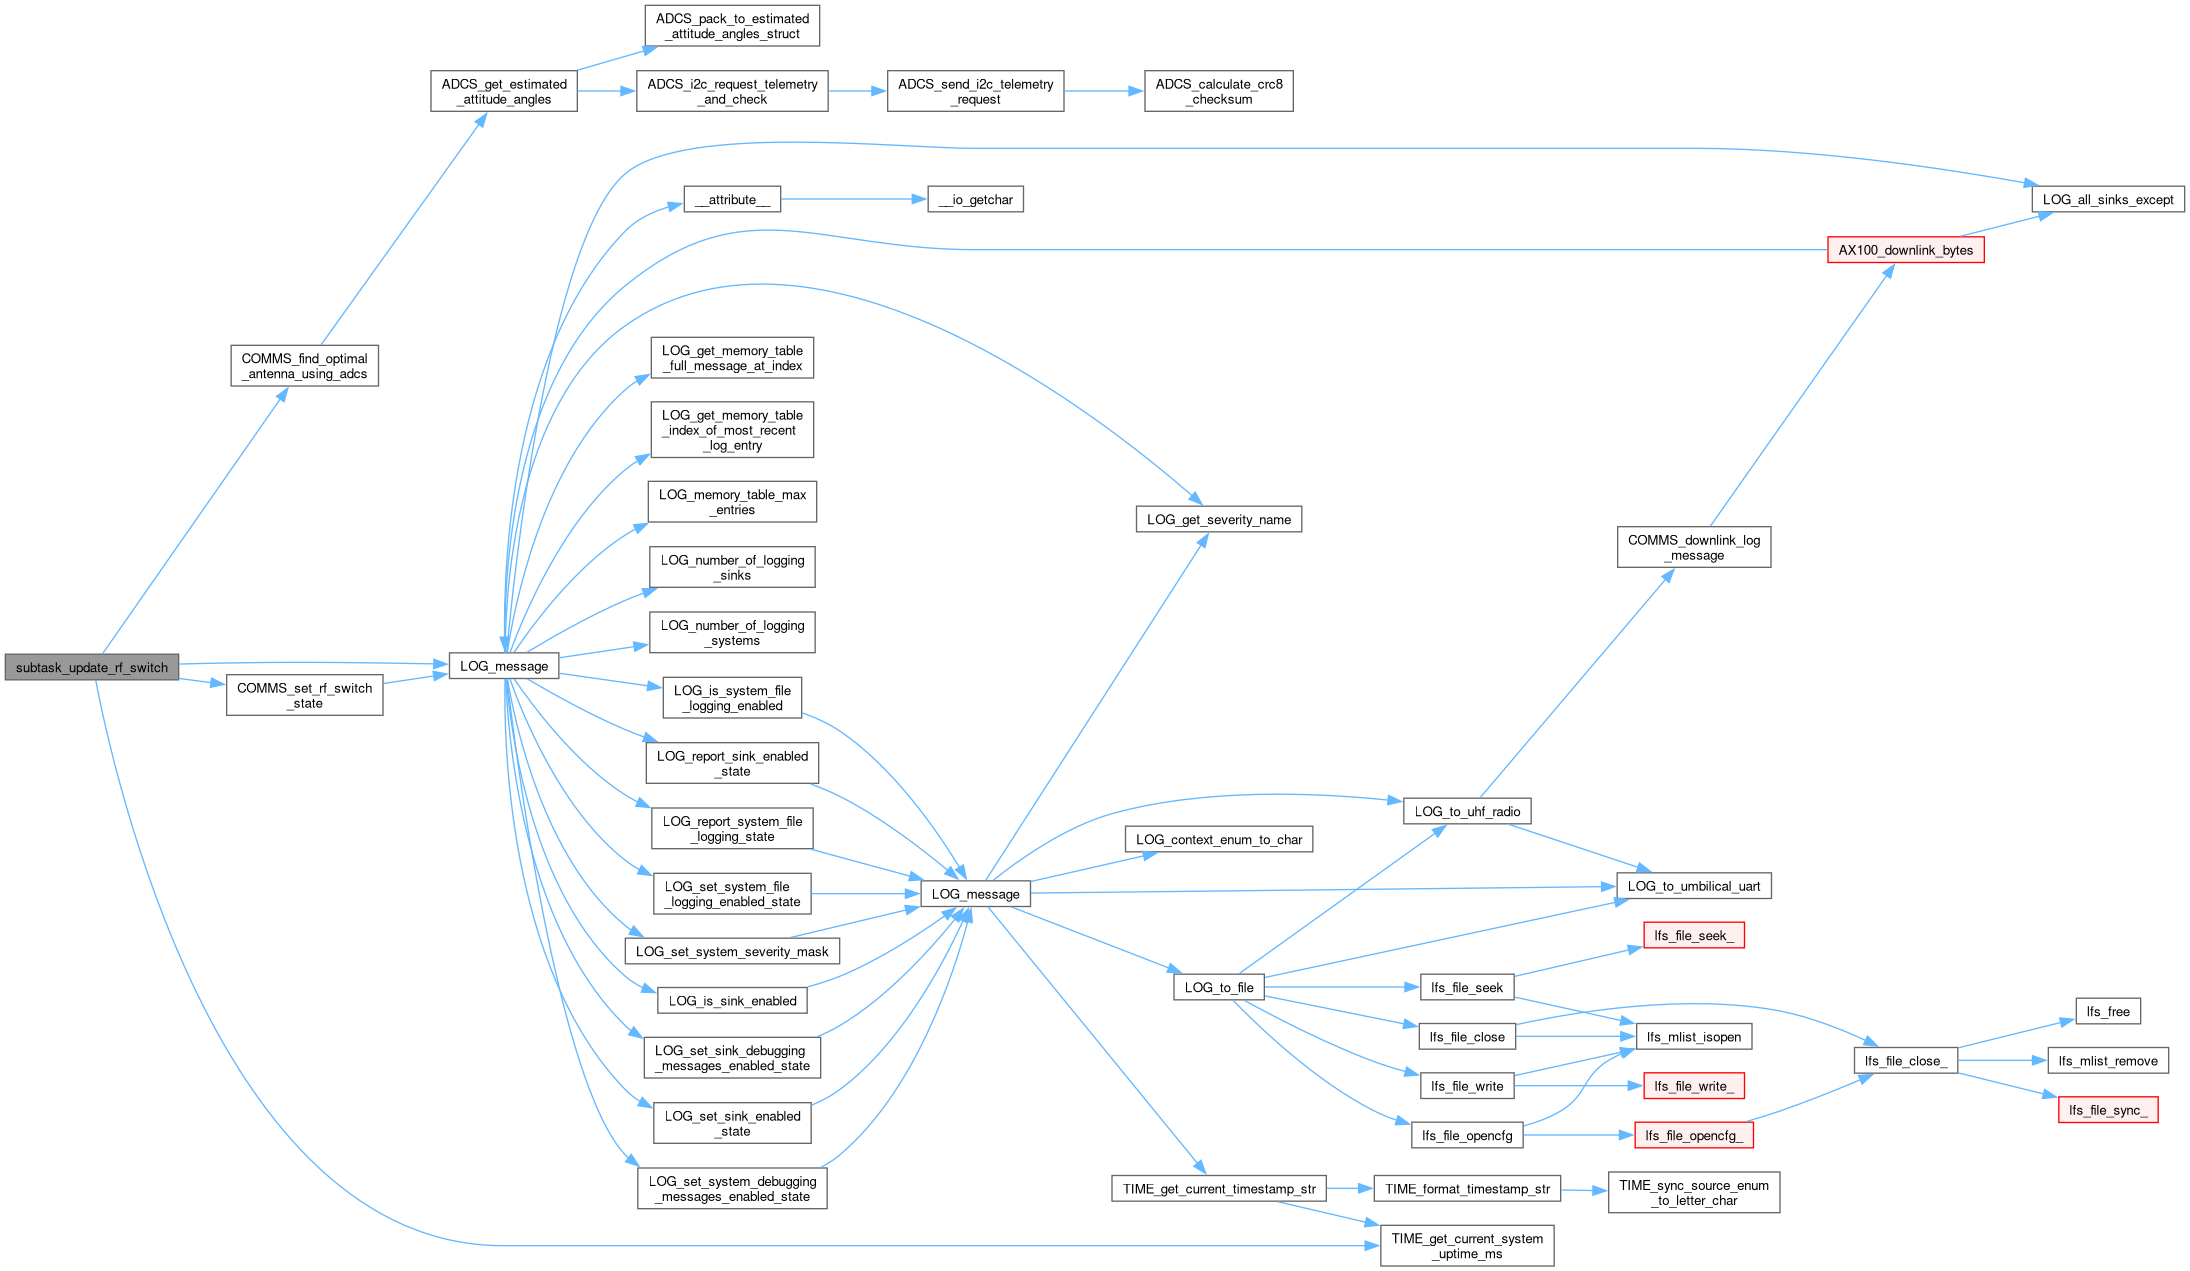 ADCS_pack_to_estimated
_attitude_angles_struct
ADCS_get_estimated
_attitude_angles
ADCS_i2c_request_telemetry
_and_check
ADCS_send_i2c_telemetry
_request
ADCS_calculate_crc8
_checksum
__attribute__
__io_getchar
LOG_all_sinks_except
AX100_downlink_bytes
COMMS_find_optimal
_antenna_using_adcs
LOG_get_memory_table
_full_message_at_index
LOG_get_memory_table
_index_of_most_recent
_log_entry
LOG_memory_table_max
_entries
LOG_get_severity_name
COMMS_downlink_log
_message
LOG_number_of_logging
_sinks
LOG_number_of_logging
_systems
subtask_update_rf_switch
LOG_message
COMMS_set_rf_switch
_state
LOG_is_system_file
_logging_enabled
LOG_report_sink_enabled
_state
LOG_report_system_file
_logging_state
LOG_to_uhf_radio
LOG_context_enum_to_char
LOG_set_system_file
_logging_enabled_state
LOG_message
LOG_to_umbilical_uart
LOG_set_system_severity_mask
lfs_file_seek_
LOG_to_file
lfs_file_seek
LOG_is_sink_enabled
lfs_file_close
lfs_mlist_isopen
lfs_free
LOG_set_sink_debugging
_messages_enabled_state
lfs_file_close_
lfs_mlist_remove
lfs_file_write
lfs_file_write_
lfs_file_sync_
LOG_set_sink_enabled
_state
lfs_file_opencfg
lfs_file_opencfg_
LOG_set_system_debugging
_messages_enabled_state
TIME_get_current_timestamp_str
TIME_format_timestamp_str
TIME_sync_source_enum
_to_letter_char
TIME_get_current_system
_uptime_ms